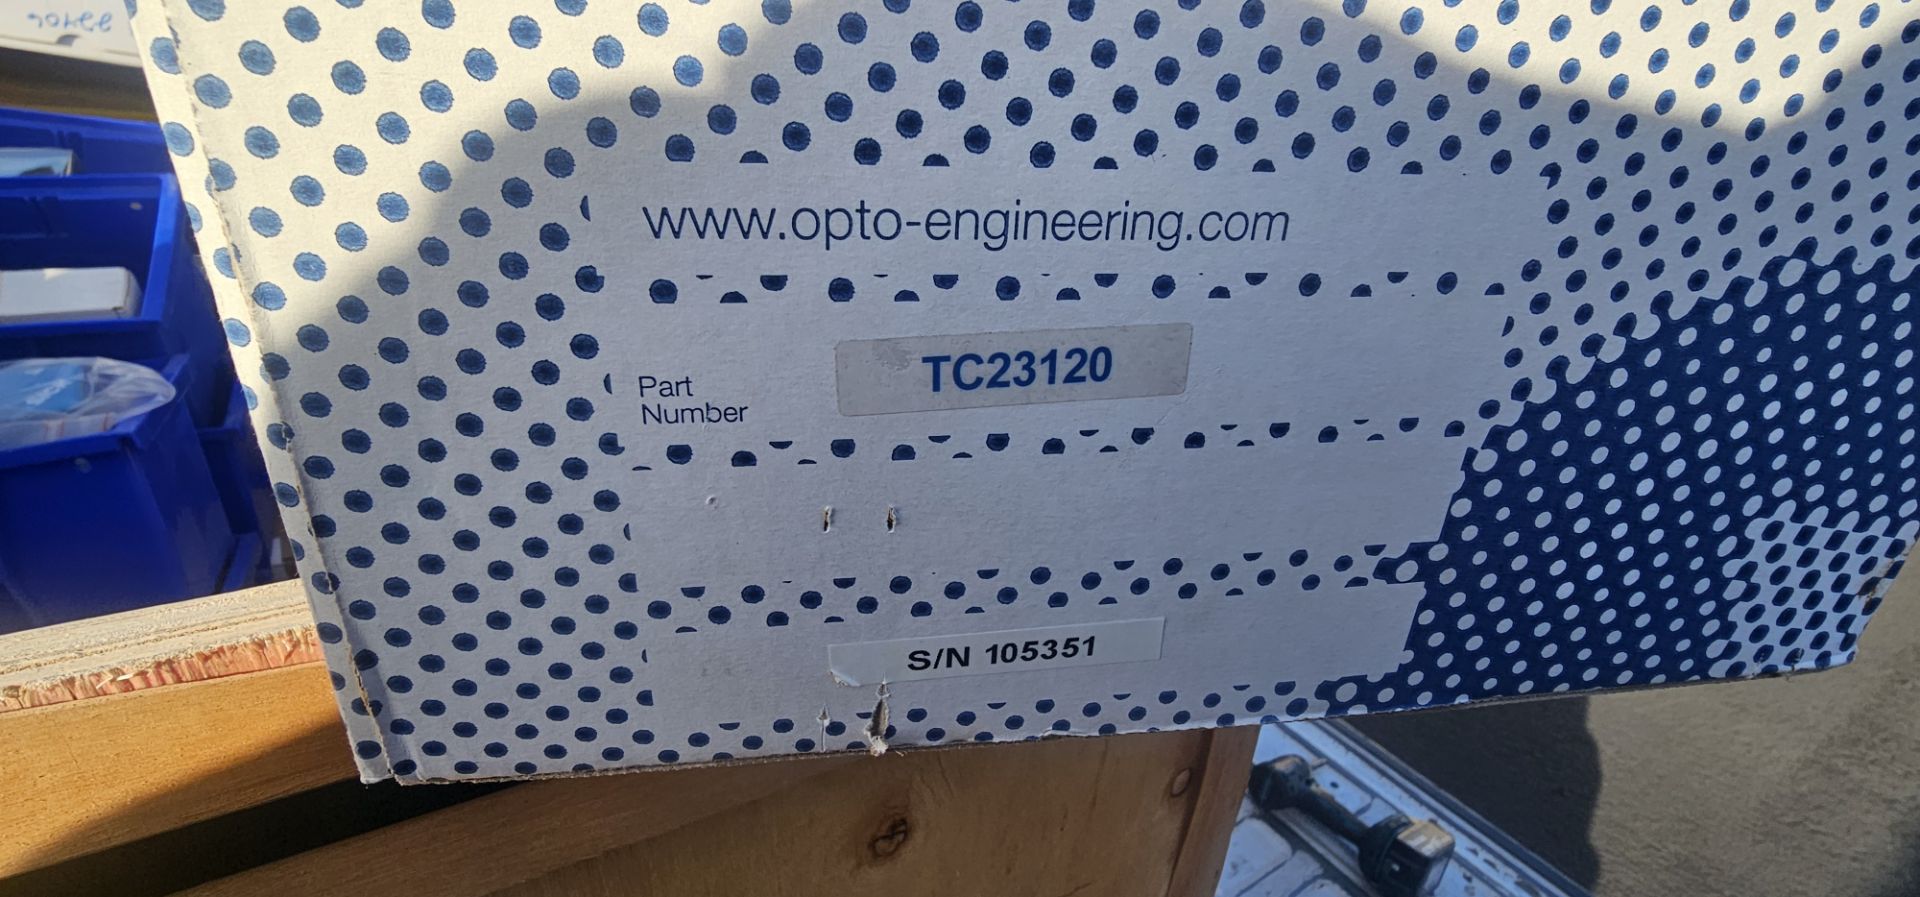 www.opto-engineering.com
TC23120
Part
Number
S/N 105351